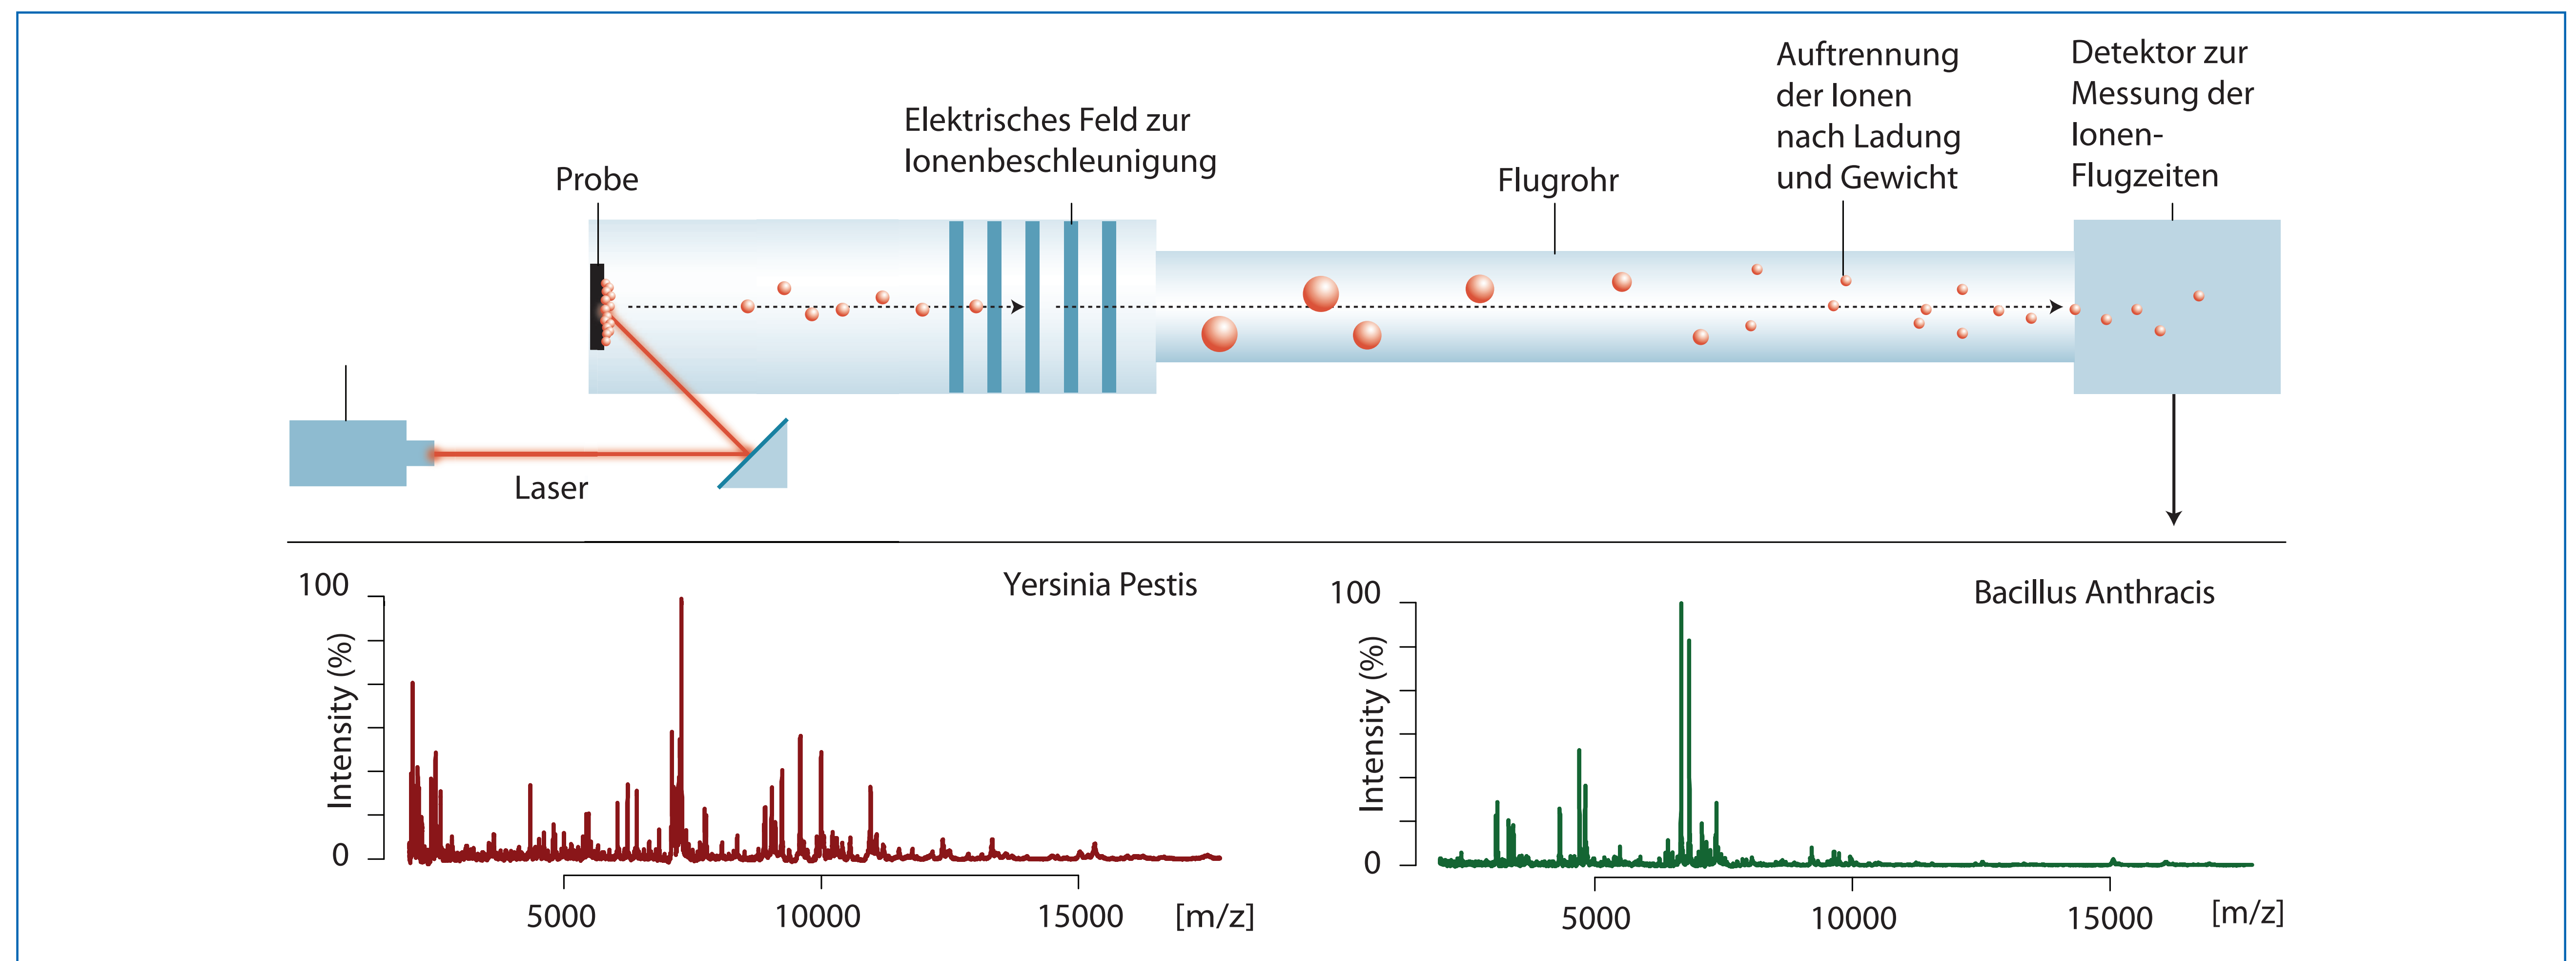 Probe
Elektrisches Feld zur
Ionenbeschleunigung
Flugrohr
Auftrennung
der Ionen
nach Ladung
und Gewicht
Detektor zur
Messung der
Ionen-
Flugzeiten
Laser
Yersinia Pestis
100
Intensity (%)
0
5000
10000
15000
[m/z]
Bacillus Anthracis
100
Intensity (%)
0
5000
10000
15000
[m/z]